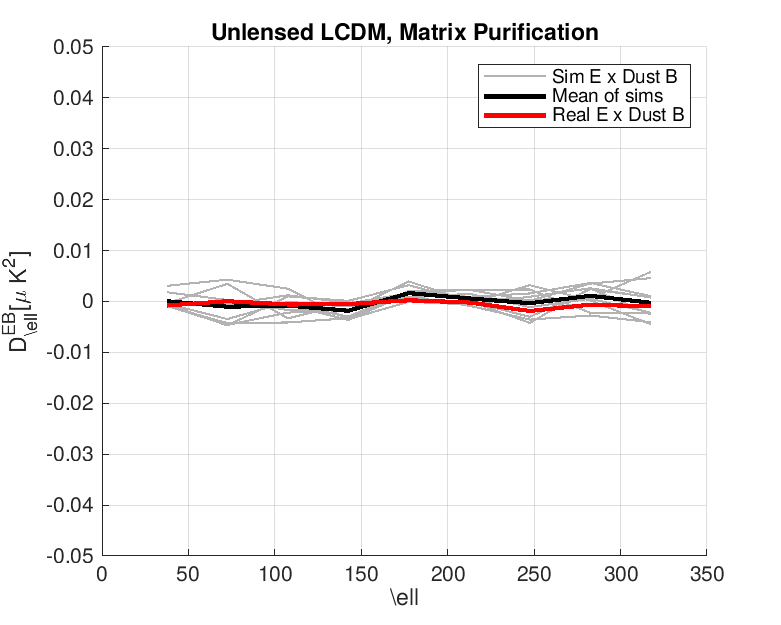 Unlensed LCDM, Matrix Purification
0.05
0.04
0.03
0.02
0.01
0
-0.01
-0.02
-0.03
-0.04
-0.05
D^{EB}_{\ell}[μ K²]
Sim E x Dust B
Mean of sims
Real E x Dust B
0 50 100 150 200 250 300 350
\ell